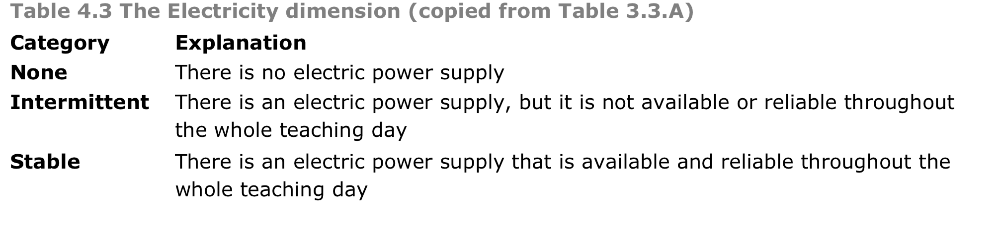 Table 4.3 The Electricity dimension (copied from Table 3.3.A)
Category Explanation
None There is no electric power supply
Intermittent There is an electric power supply, but it is not available or reliable throughout
the whole teaching day
Stable There is an electric power supply that is available and reliable throughout the
whole teaching day